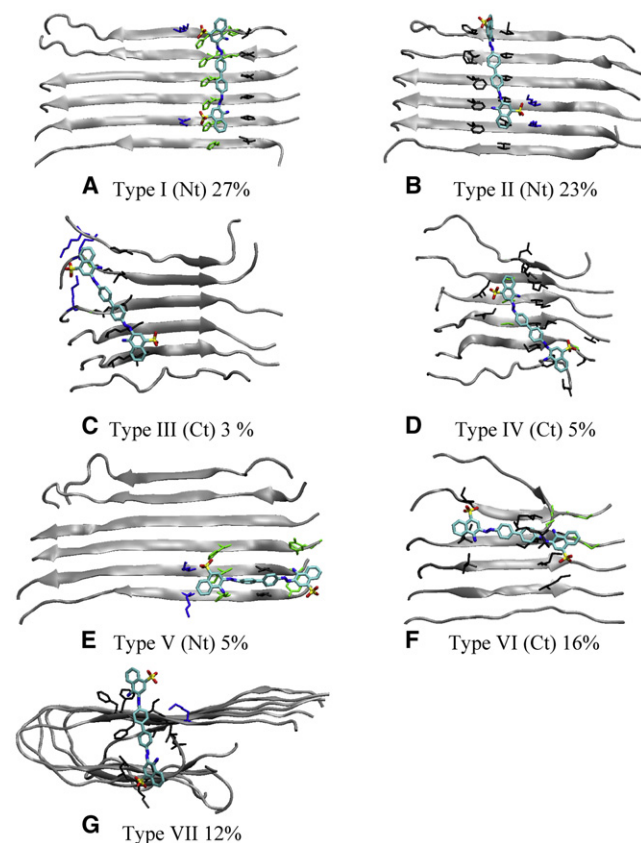 A Type I (Nt) 27%
B Type II (Nt) 23%
C Type III (Ct) 3 %
D Type IV (Ct) 5%
E Type V (Nt) 5%
F Type VI (Ct) 16%
G Type VII 12%